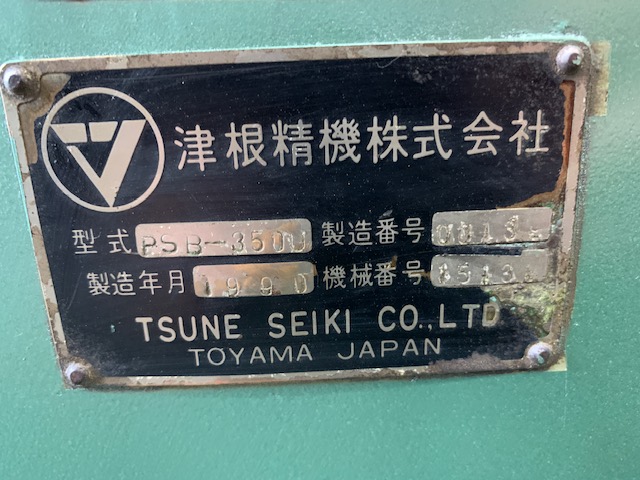 津根精機株式会社
型式 PSB-350U 製造番号
製造年月 1990 機械番号
TSUNE SEIKI CO.,LTD
TOYAMA JAPAN